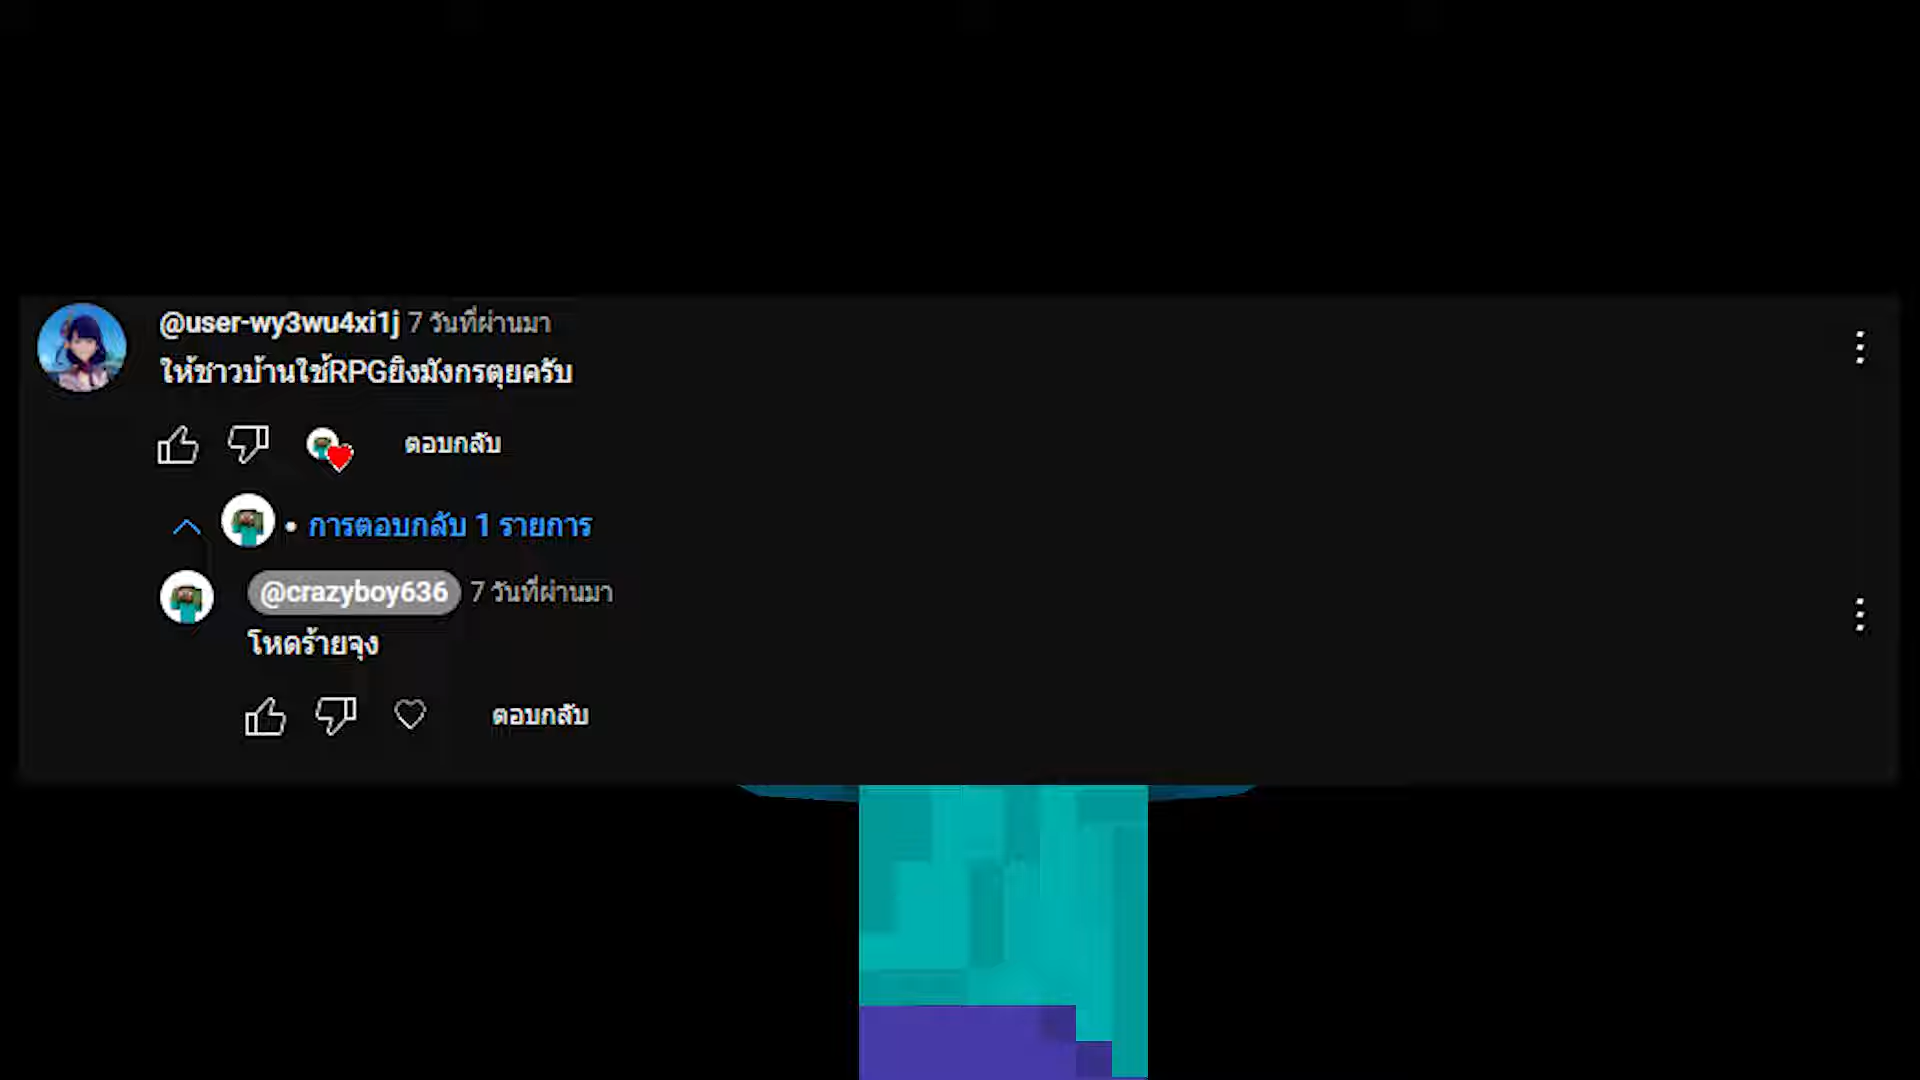 @user-wy3wu4xi1j 7 วันที่ผ่านมา
ให้ชาวบ้านใช้RPGยิงมังกรตุยครับ
ตอบกลับ
• การตอบกลับ 1 รายการ
@crazyboy636 7 วันที่ผ่านมา
โหดร้ายจุง
ตอบกลับ